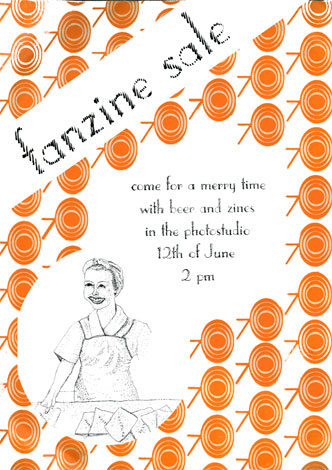 fanzine sale
come for a merry time
with beer and zines
in the photostudio
12th of June
2 pm